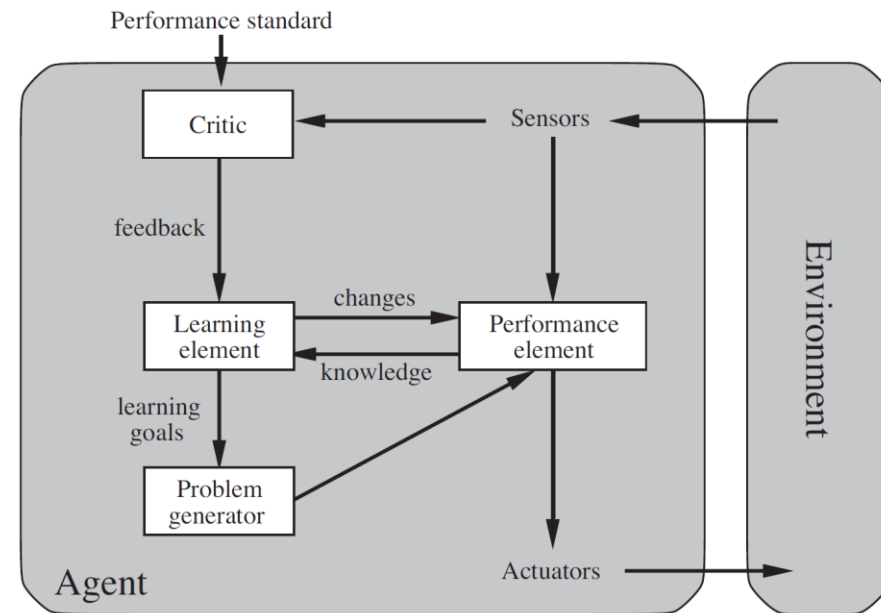 Performance standard
Critic
Sensors
feedback
changes
Learning
element
Performance
element
knowledge
learning
goals
Problem
generator
Agent
Actuators
Environment